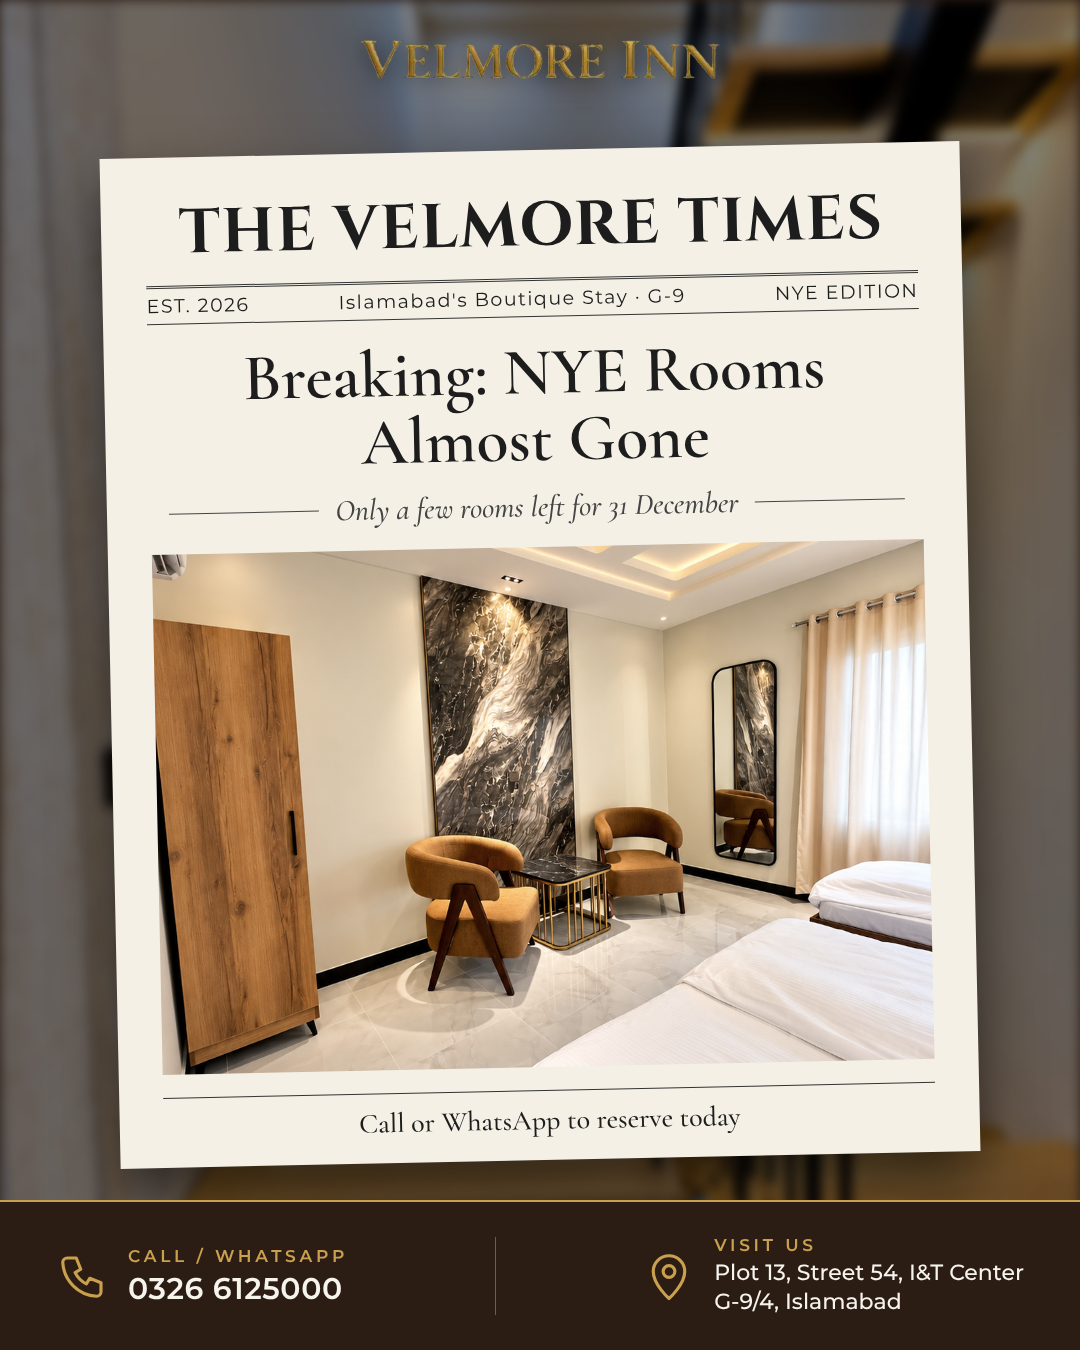 VELMORE INN
THE VELMORE TIMES
EST. 2026 Islamabad's Boutique Stay · G-9 NYE EDITION
Breaking: NYE Rooms
Almost Gone
Only a few rooms left for 31 December
Call or WhatsApp to reserve today
CALL / WHATSAPP
0326 6125000
VISIT US
Plot 13, Street 54, I&T Center
G-9/4, Islamabad